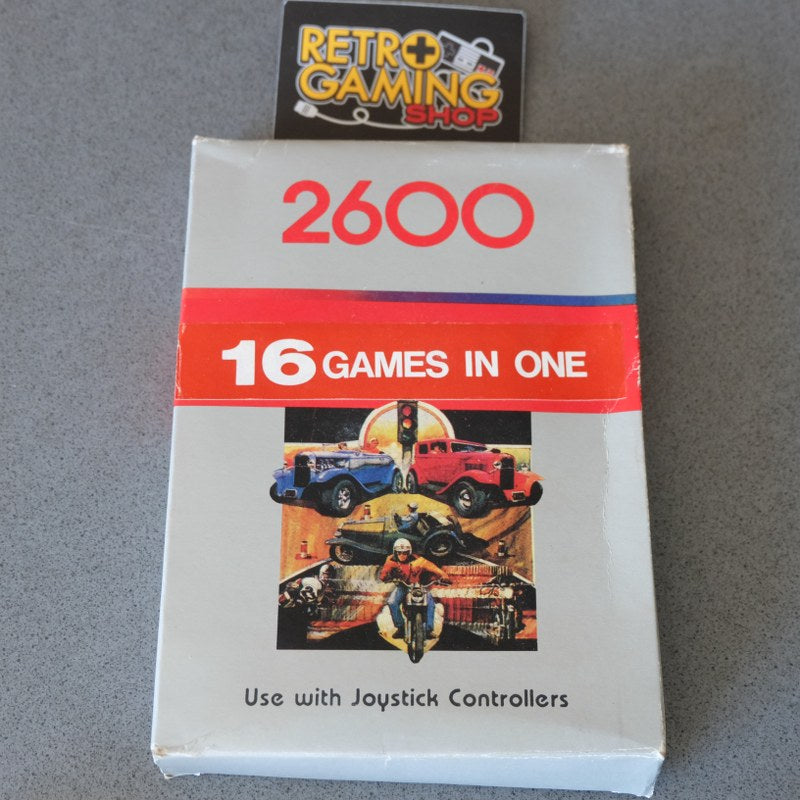 RETRO
GAMING
SHOP
2600
16 GAMES IN ONE
Use with Joystick Controllers